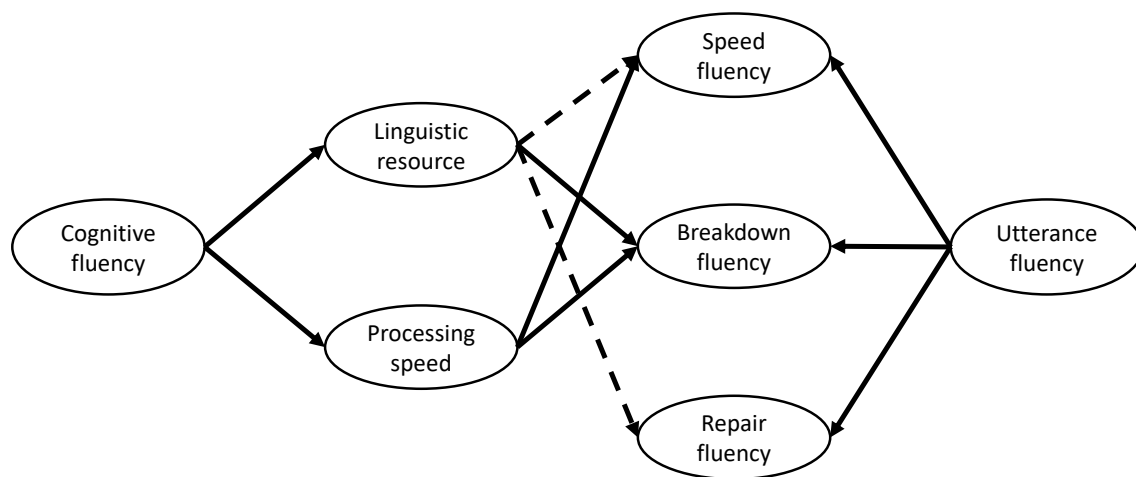 Speed
fluency
Linguistic
resource
Cognitive
fluency
Breakdown
fluency
Utterance
fluency
Processing
speed
Repair
fluency